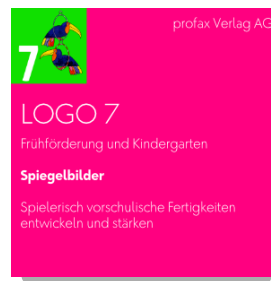 profax Verlag AG
7
LOGO 7
Frühförderung und Kindergarten
Spiegelbilder
Spielerisch vorschulische Fertigkeiten
entwickeln und stärken